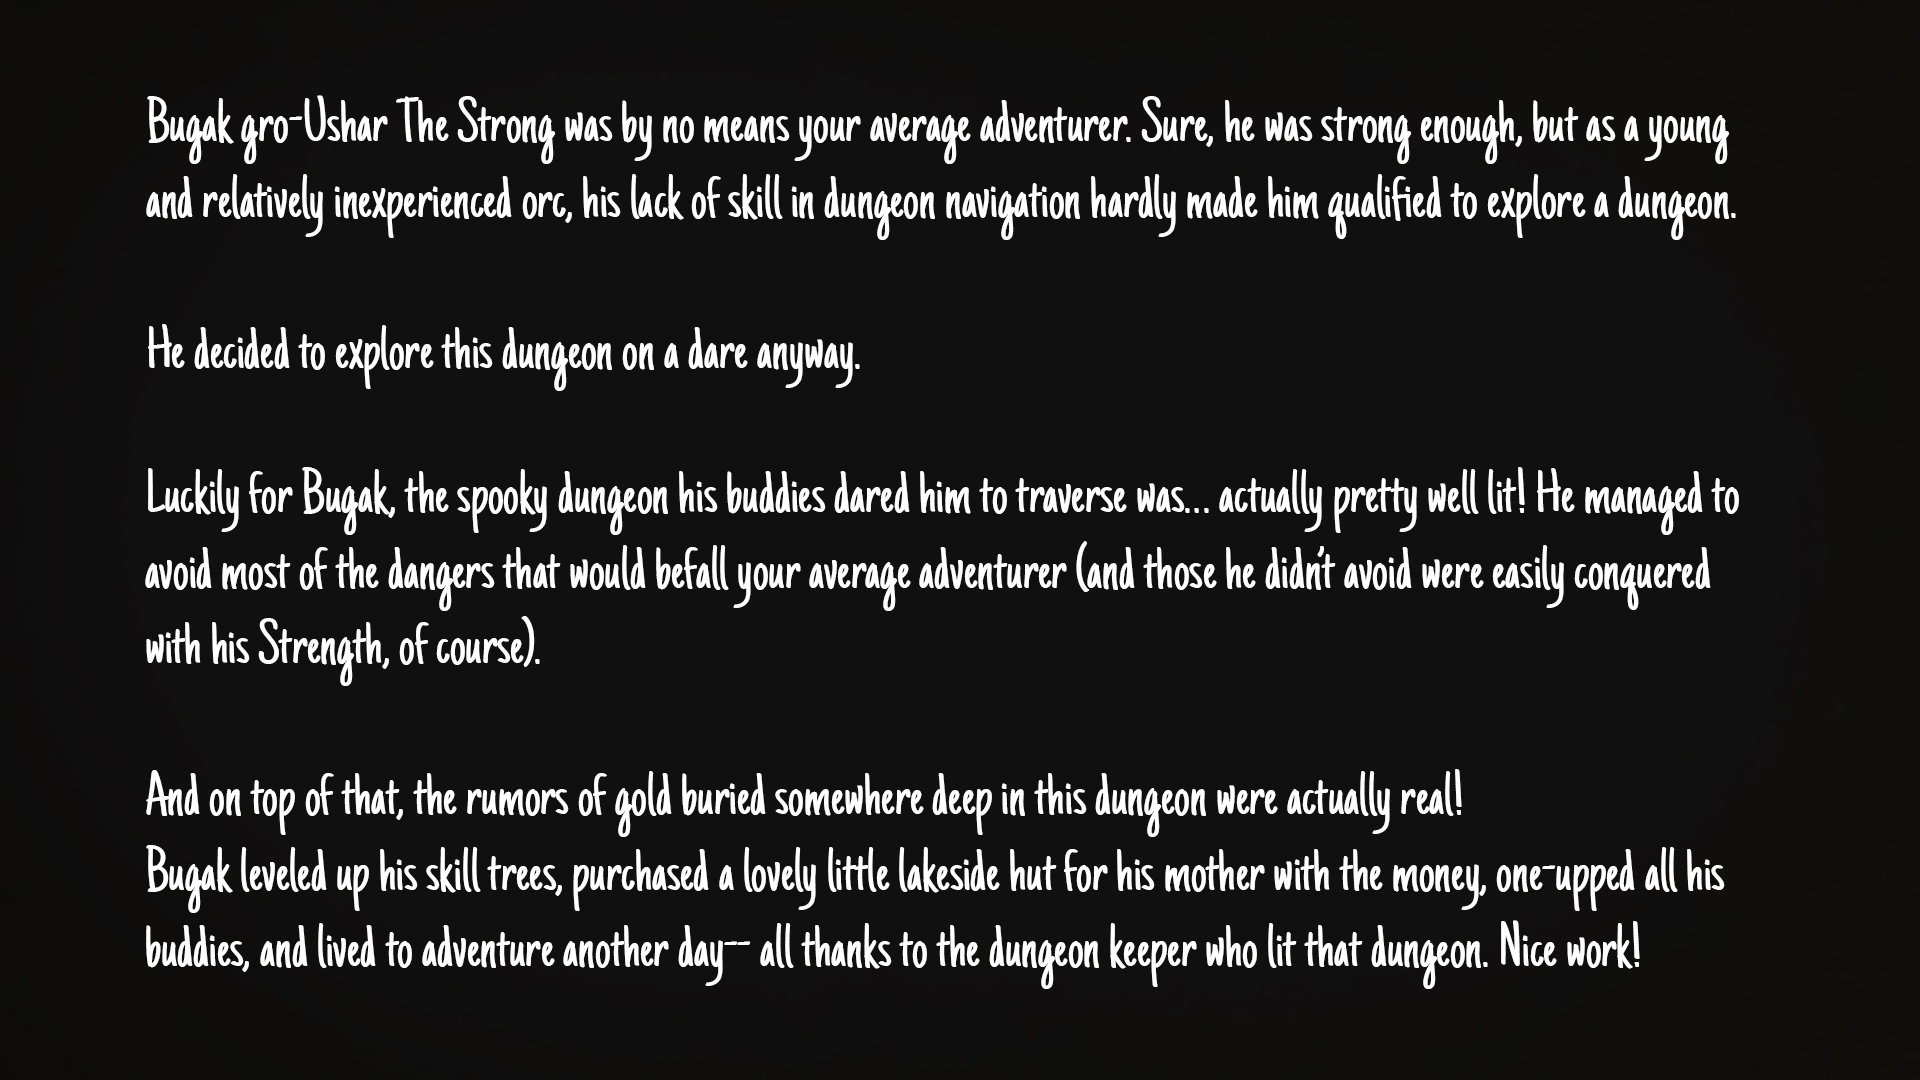 Bugak gro-Ushar The Strong was by no means your average adventurer. Sure, he was strong enough, but as a young
and relatively inexperienced orc, his lack of skill in dungeon navigation hardly made him qualified to explore a dungeon.
He decided to explore this dungeon on a dare anyway.
Luckily for Bugak, the spooky dungeon his buddies dared him to traverse was... actually pretty well lit! He managed to
avoid most of the dangers that would befall your average adventurer (and those he didn't avoid were easily conquered
with his Strength, of course).
And on top of that, the rumors of gold buried somewhere deep in this dungeon were actually real!
Bugak leveled up his skill trees, purchased a lovely little lakeside hut for his mother with the money, one-upped all his
buddies, and lived to adventure another day-- all thanks to the dungeon keeper who lit that dungeon. Nice work!